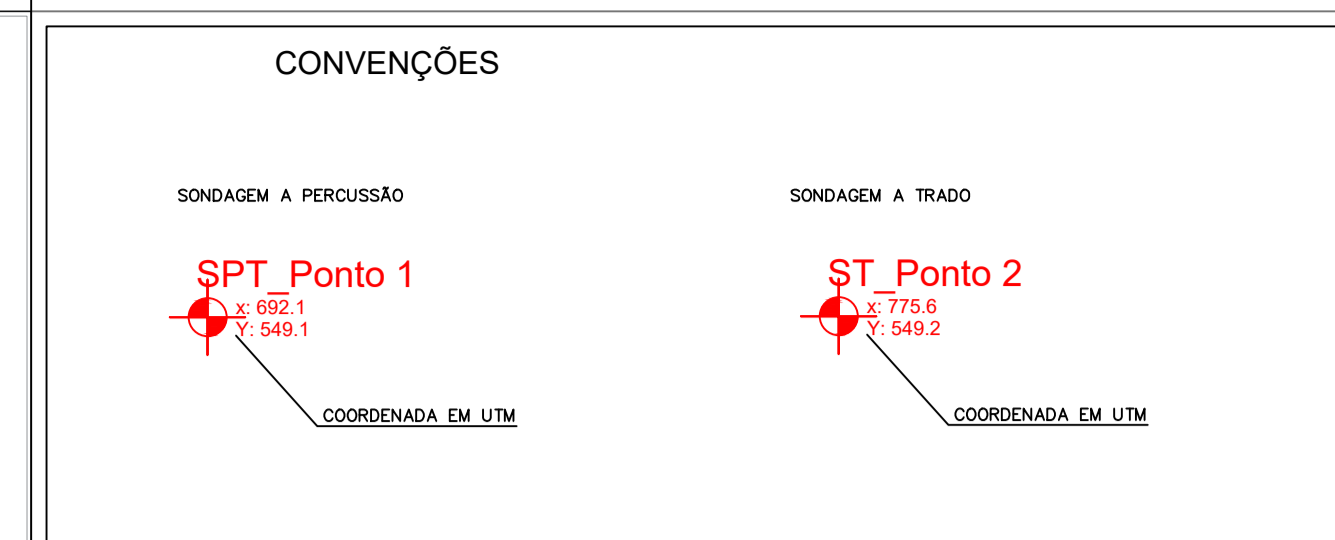 CONVENÇÕES
SONDAGEM A PERCUSSÃO
SPT_Ponto 1
x: 692.1
Y: 549.1
COORDENADA EM UTM
SONDAGEM A TRADO
ST_Ponto 2
x: 775.6
Y: 549.2
COORDENADA EM UTM